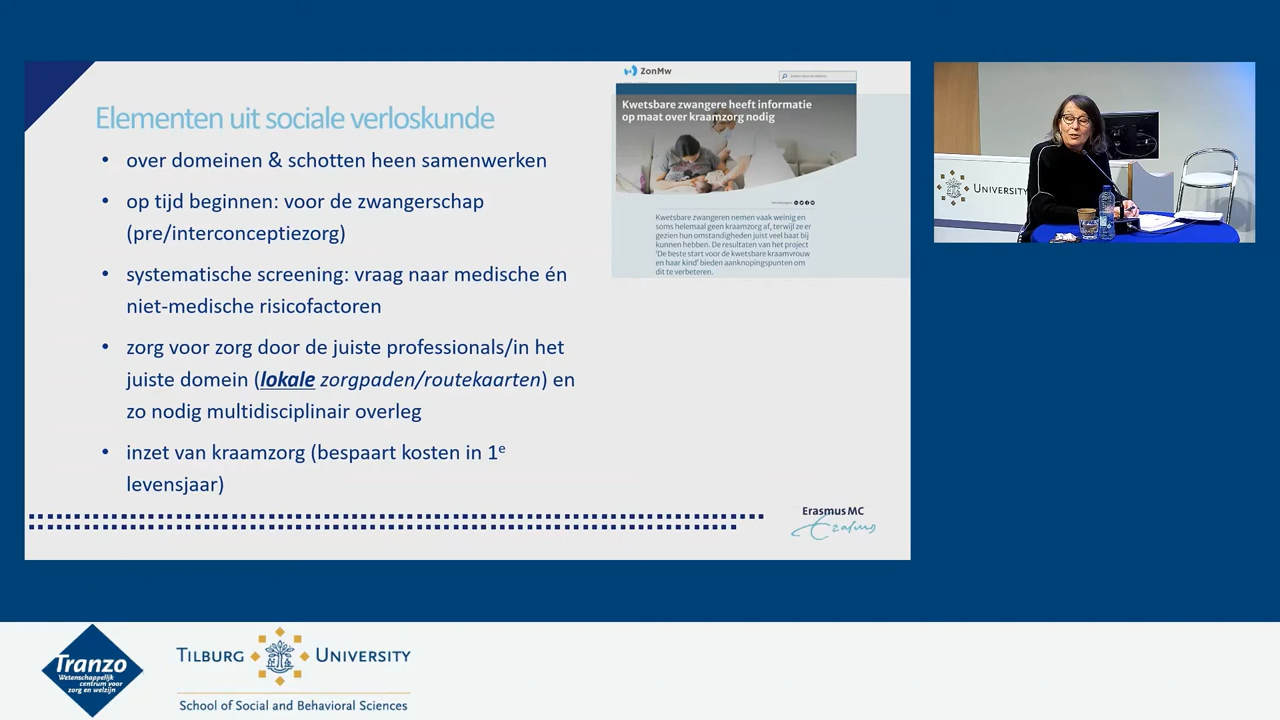 Elementen uit sociale verloskunde
• over domeinen & schotten heen samenwerken
• op tijd beginnen: voor de zwangerschap
(pre/interconceptiezorg)
• systematische screening: vraag naar medische én
niet-medische risicofactoren
• zorg voor zorg door de juiste professionals/in het
juiste domein (lokale zorgpaden/routekaarten) en
zo nodig multidisciplinair overleg
• inzet van kraamzorg (bespaart kosten in 1e
levensjaar)
ZonMw
Kwetsbare zwangere heeft informatie
op maat over kraamzorg nodig
Kwetsbare zwangeren nemen vaak weinig en
soms helemaal geen kraamzorg af, terwijl ze er
gezien hun omstandigheden juist veel baat bij
kunnen hebben. De resultaten van het project
'De beste start voor de kwetsbare kraamvrouw
en haar kind' bieden aanknopingspunten om
dit te verbeteren.
Erasmus MC
Erasmus
UNIVERSITY
Tranzo
Wetenschappelijk
centrum voor
zorg en welzijn
TILBURG UNIVERSITY
School of Social and Behavioral Sciences